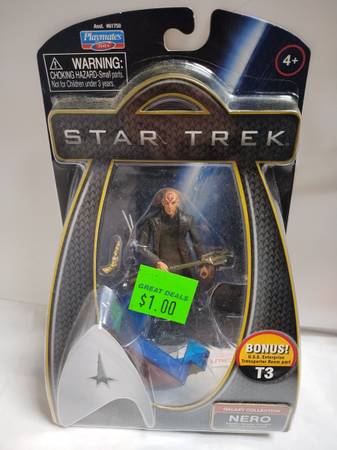 Asst. #61750
Playmates
TOYS
WARNING:
CHOKING HAZARD-Small parts.
Not for Children under 3 years.
4+
STAR TREK
GREAT DEALS
$1.00
BONUS!
U.S.S. Enterprise
Transporter Room part
T3
GALAXY COLLECTION
NERO